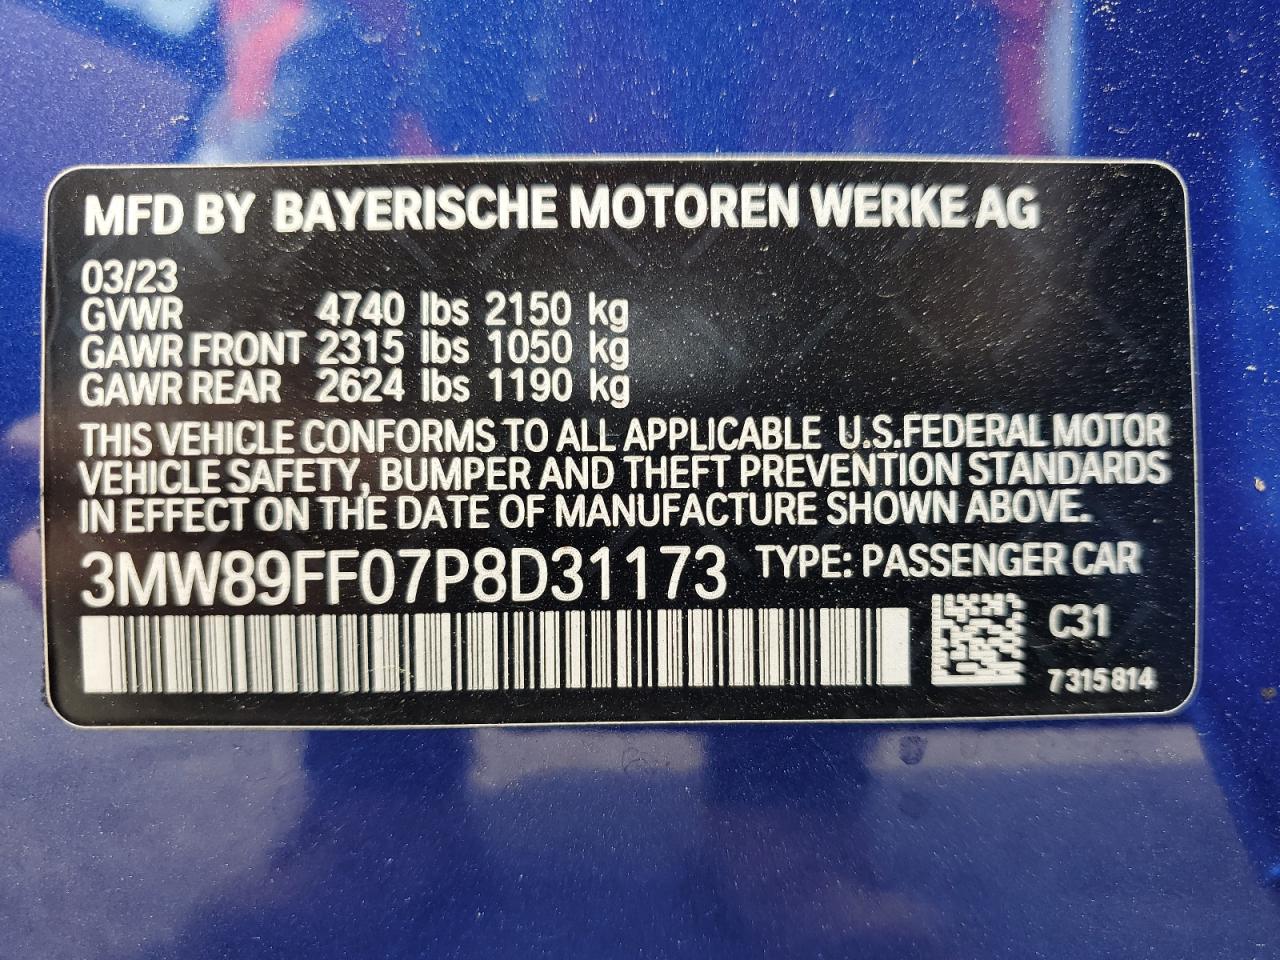 MFD BY BAYERISCHE MOTOREN WERKE AG
03/23
GVWR 4740 lbs 2150 kg
GAWR FRONT 2315 lbs 1050 kg
GAWR REAR 2624 lbs 1190 kg
THIS VEHICLE CONFORMS TO ALL APPLICABLE U.S.FEDERAL MOTOR
VEHICLE SAFETY, BUMPER AND THEFT PREVENTION STANDARDS
IN EFFECT ON THE DATE OF MANUFACTURE SHOWN ABOVE.
3MW89FF07P8D31173 TYPE: PASSENGER CAR
C31
7315814